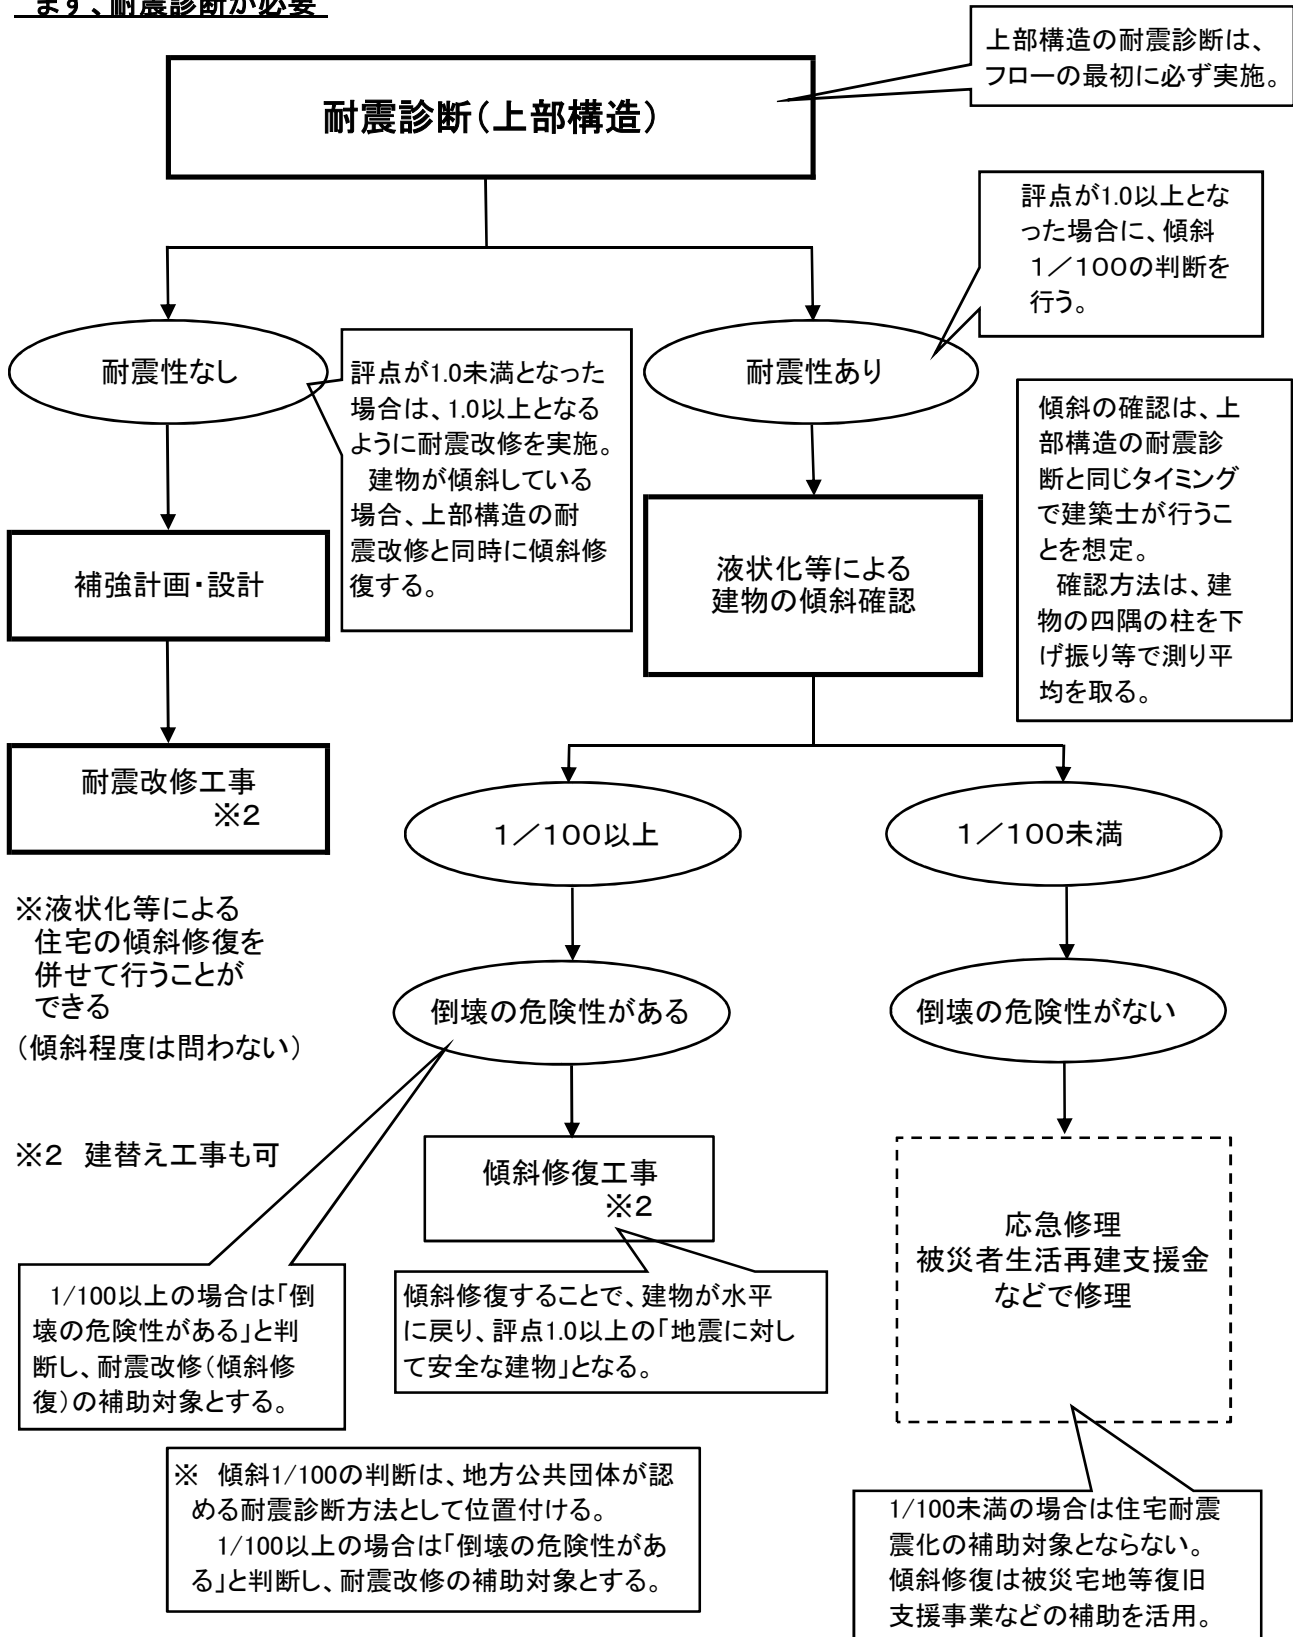 まず、耐震診断が必要
上部構造の耐震診断は、
フローの最初に必ず実施。
耐震診断(上部構造)
評点が1.0以上とな
った場合に、傾斜
1/100の判断を
行う。
耐震性なし
評点が1.0未満となった
場合は、1.0以上となる
ように耐震改修を実施。
建物が傾斜している
場合、上部構造の耐
震改修と同時に傾斜修
復する。
耐震性あり
傾斜の確認は、上
部構造の耐震診
断と同じタイミング
で建築士が行うこ
とを想定。
確認方法は、建
物の四隅の柱を下
げ振り等で測り平
均を取る。
補強計画・設計
液状化等による
建物の傾斜確認
耐震改修工事
※2
1/100以上
1/100未満
※液状化等による
住宅の傾斜修復を
併せて行うことが
できる
(傾斜程度は問わない)
倒壊の危険性がある
倒壊の危険性がない
※2 建替え工事も可
傾斜修復工事
※2
応急修理
被災者生活再建支援金
などで修理
1/100以上の場合は「倒
壊の危険性がある」と判
断し、耐震改修(傾斜修
復)の補助対象とする。
傾斜修復することで、建物が水平
に戻り、評点1.0以上の「地震に対し
て安全な建物」となる。
※ 傾斜1/100の判断は、地方公共団体が認
める耐震診断方法として位置付ける。
1/100以上の場合は「倒壊の危険性があ
る」と判断し、耐震改修の補助対象とする。
1/100未満の場合は住宅耐震
震化の補助対象とならない。
傾斜修復は被災宅地等復旧
支援事業などの補助を活用。